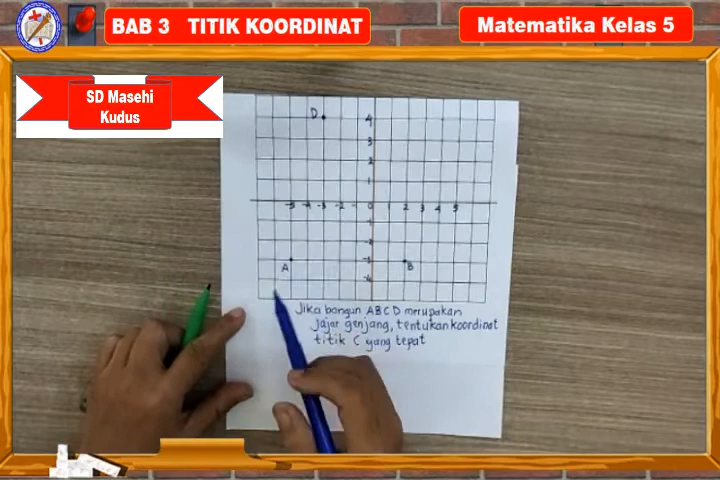 BAB 3 TITIK KOORDINAT
Matematika Kelas 5
SD Masehi
Kudus
D
4
3
2
1
-5 -4 -3 -2 -1 0 1 2 3 4 5
-1
-2
-3
-4
A
B
Jika bangun ABCD merupakan
jajar genjang, tentukan koordinat
titik C yang tepat